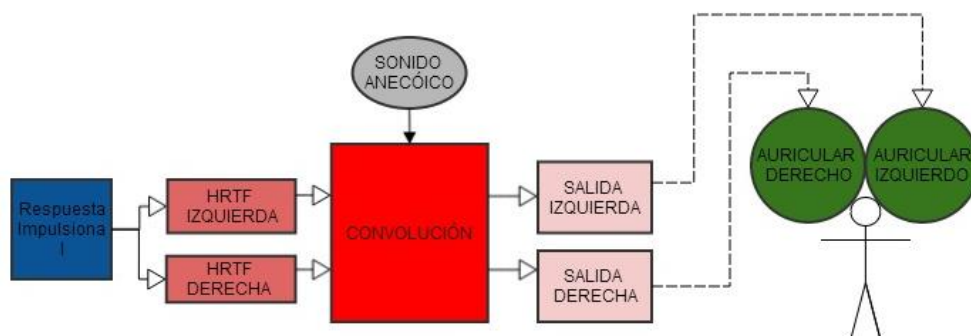 SONIDO
ANECÓICO
Respuesta
Impulsiona
l
HRTF
IZQUIERDA
HRTF
DERECHA
CONVOLUCIÓN
SALIDA
IZQUIERDA
SALIDA
DERECHA
AURICULAR
DERECHO
AURICULAR
IZQUIERDO